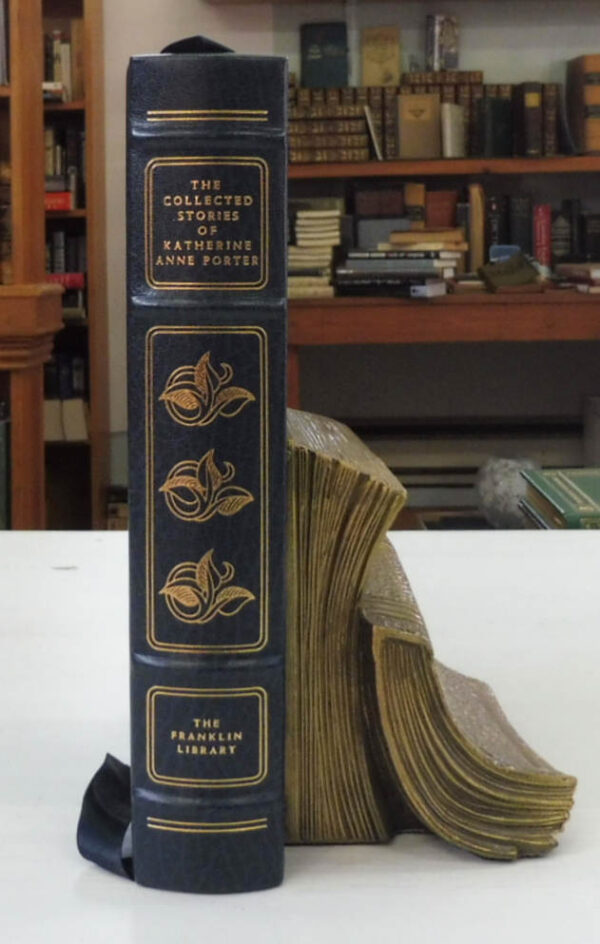 THE
COLLECTED
STORIES
OF
KATHERINE
ANNE PORTER
THE
FRANKLIN
LIBRARY